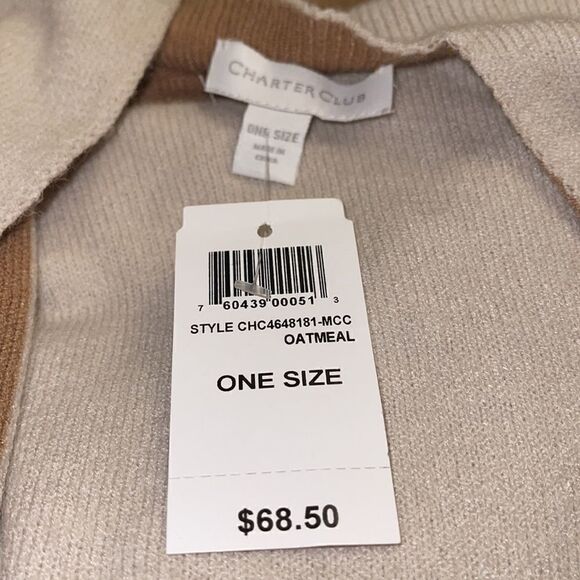 CHARTER CLUB
ONE SIZE
MADE IN
CHINA
7 60439 00051 3
STYLE CHC4648181-MCC
OATMEAL
ONE SIZE
$68.50